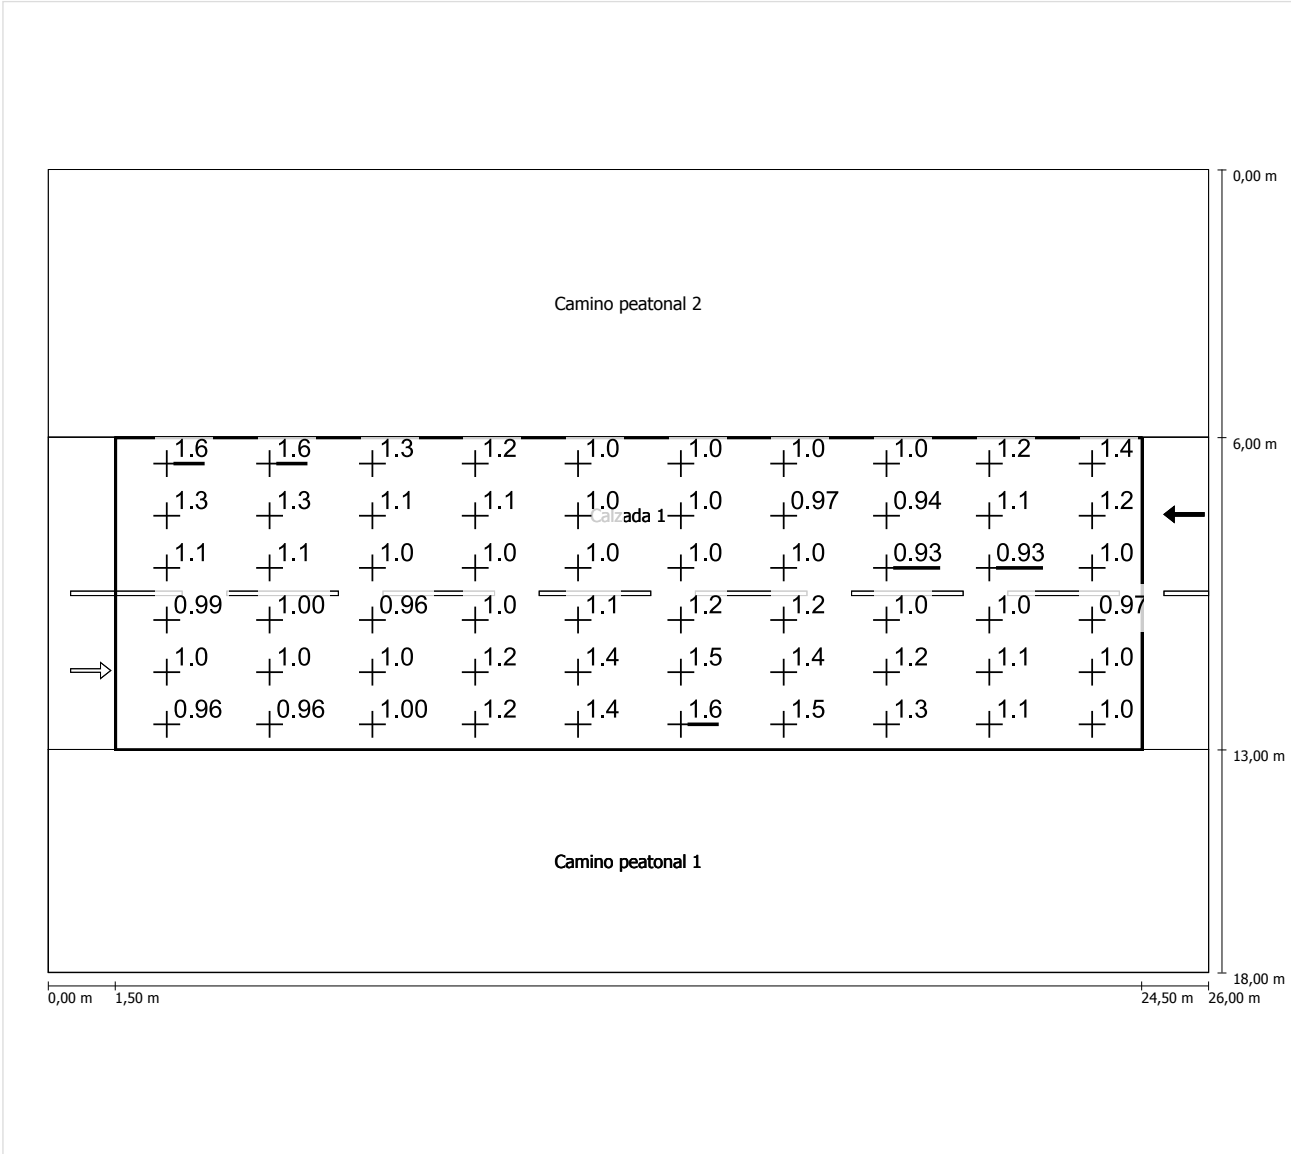 0,00 m
Camino peatonal 2
1.6 1.6 1.3 1.2 1.0 1.0 1.0 1.0 1.2 1.4
6,00 m
1.3 1.3 1.1 1.1 1.0 1.0 0.97 0.94 1.1 1.2
Calzada 1
1.1 1.1 1.0 1.0 1.0 1.0 1.0 0.93 0.93 1.0
0.99 1.00 0.96 1.0 1.1 1.2 1.2 1.0 1.0 0.97
1.0 1.0 1.0 1.2 1.4 1.5 1.4 1.2 1.1 1.0
0.96 0.96 1.00 1.2 1.4 1.6 1.5 1.3 1.1 1.0
13,00 m
Camino peatonal 1
18,00 m
0,00 m 1,50 m 24,50 m 26,00 m